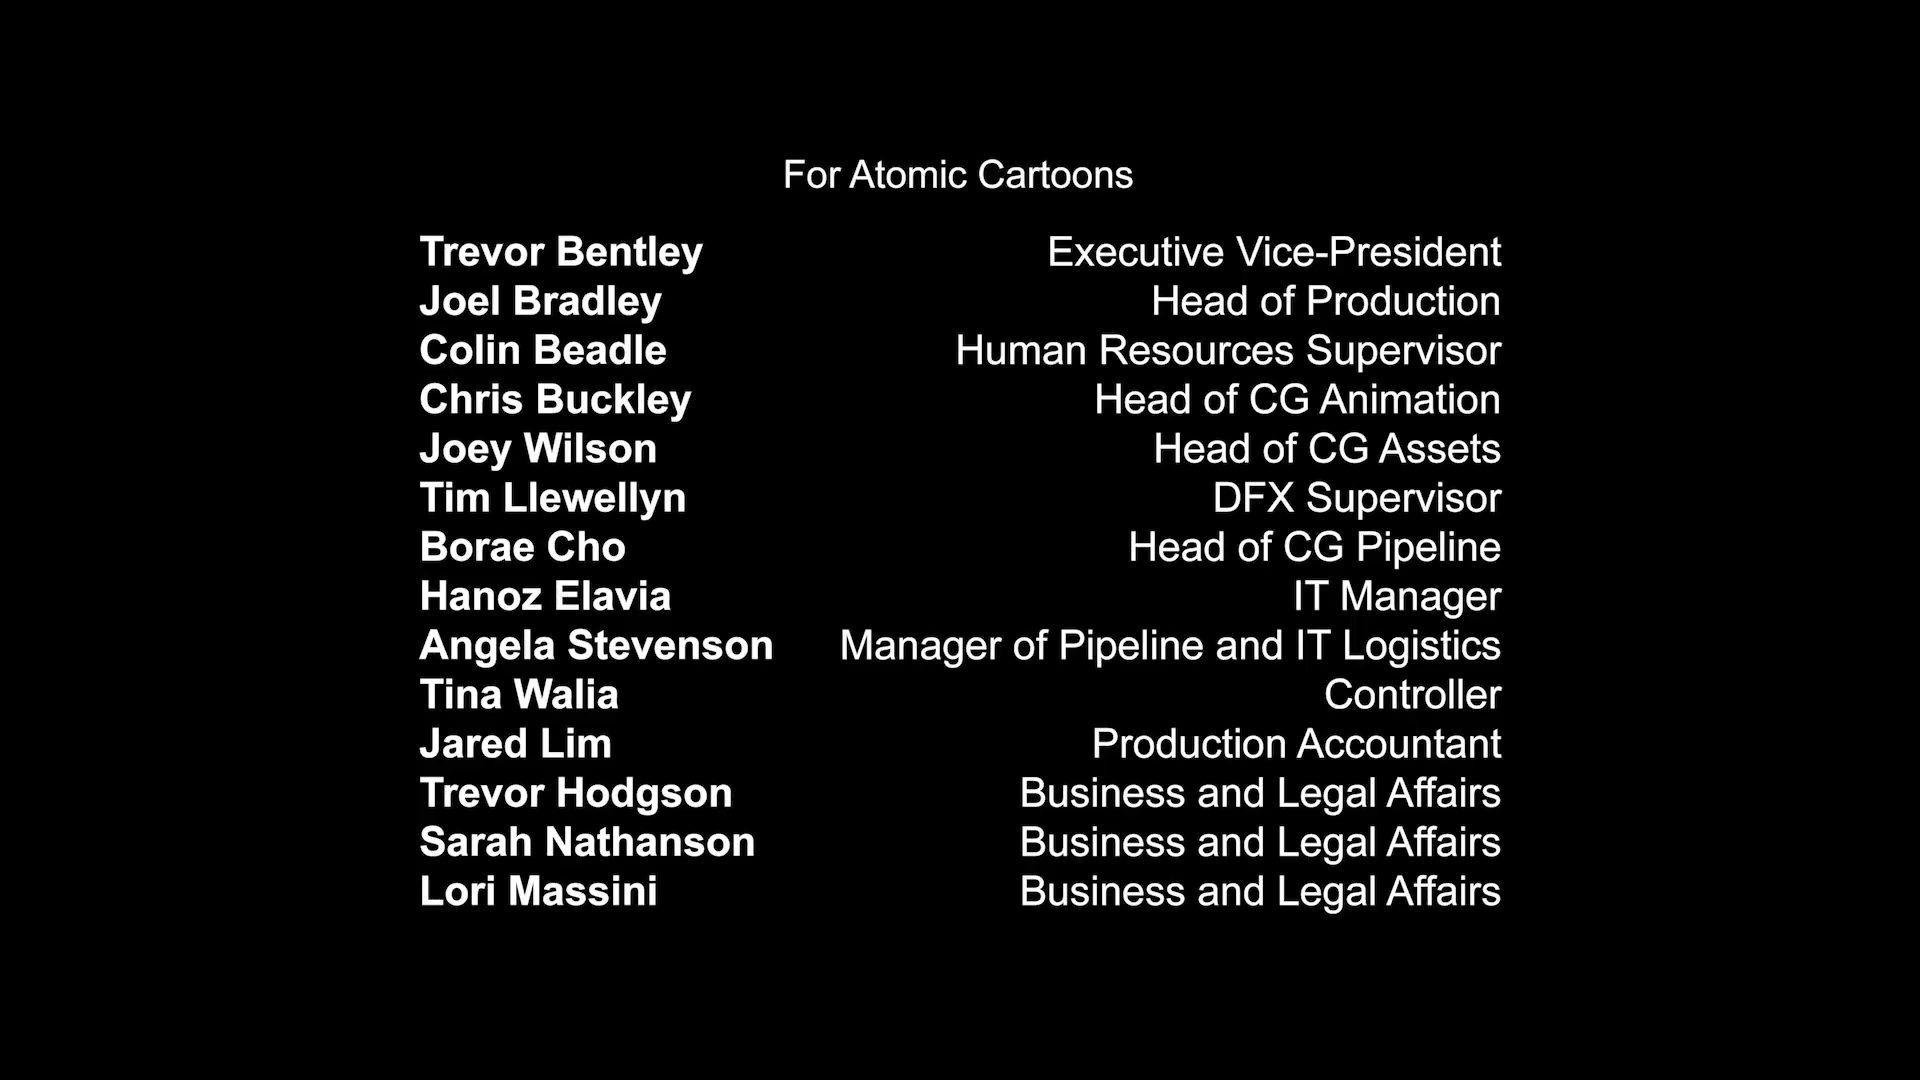 For Atomic Cartoons
Trevor Bentley Executive Vice-President
Joel Bradley Head of Production
Colin Beadle Human Resources Supervisor
Chris Buckley Head of CG Animation
Joey Wilson Head of CG Assets
Tim Llewellyn DFX Supervisor
Borae Cho Head of CG Pipeline
Hanoz Elavia IT Manager
Angela Stevenson Manager of Pipeline and IT Logistics
Tina Walia Controller
Jared Lim Production Accountant
Trevor Hodgson Business and Legal Affairs
Sarah Nathanson Business and Legal Affairs
Lori Massini Business and Legal Affairs